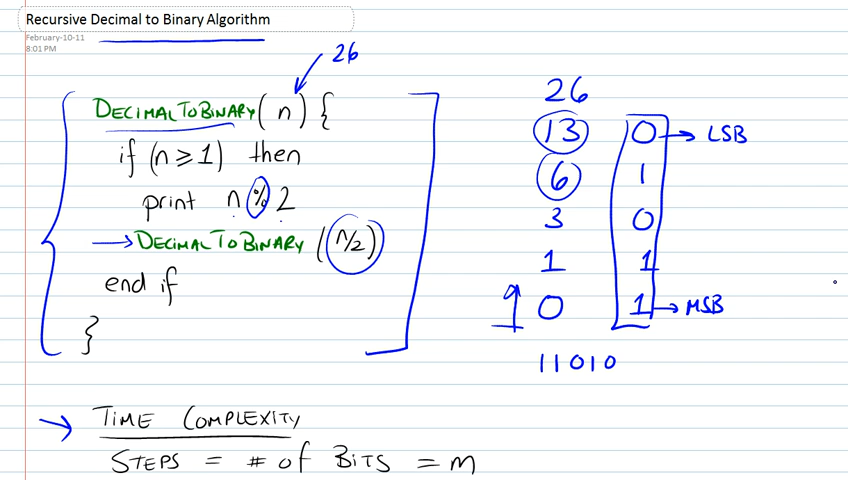 Recursive Decimal to Binary Algorithm
February-10-11
8:01 PM
26
DECIMALTOBINARY (n) {
if (n ≥ 1) then
print n % 2
→ DECIMALTOBINARY (n/2)
end if
}
26
13 0 → LSB
6 1
3 0
1 1
0 1 → MSB
11010
→ TIME COMPLEXITY
STEPS = # of BITS = m